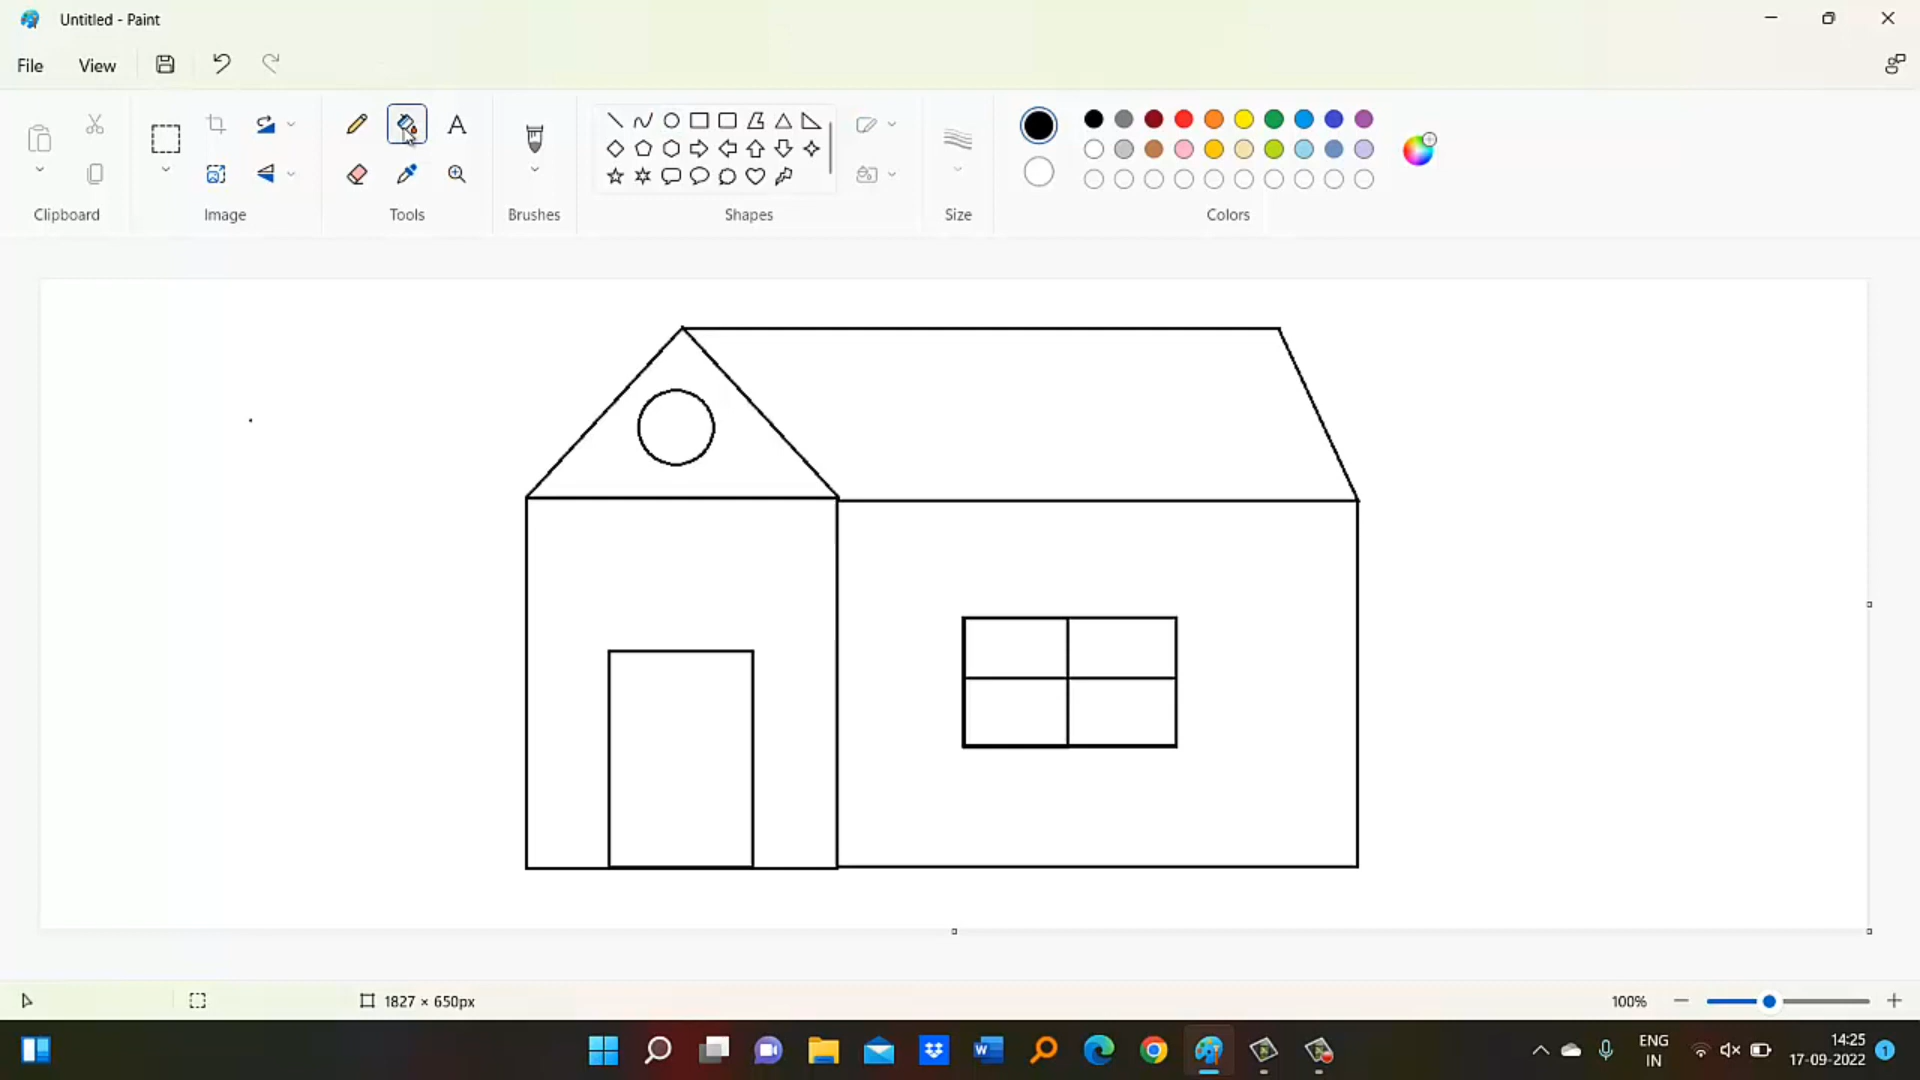 Untitled - Paint
File View
Clipboard Image Tools Brushes Shapes Size Colors
1827 × 650px 100%
ENG 14:25
IN 17-09-2022 1